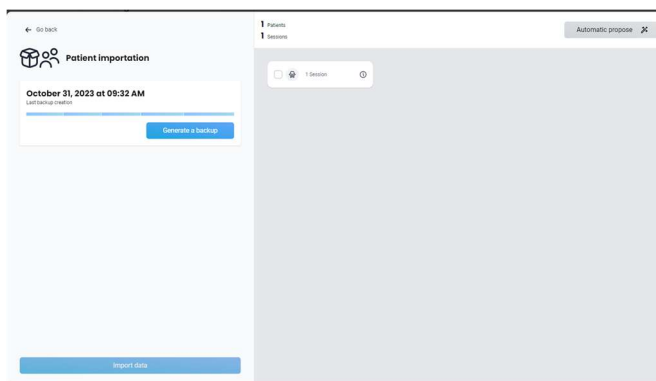 Go back
Patient importation
October 31, 2023 at 09:32 AM
Last backup creation
Generate a backup
Import data
1 Patients
1 Sessions
Automatic propose
1 Session